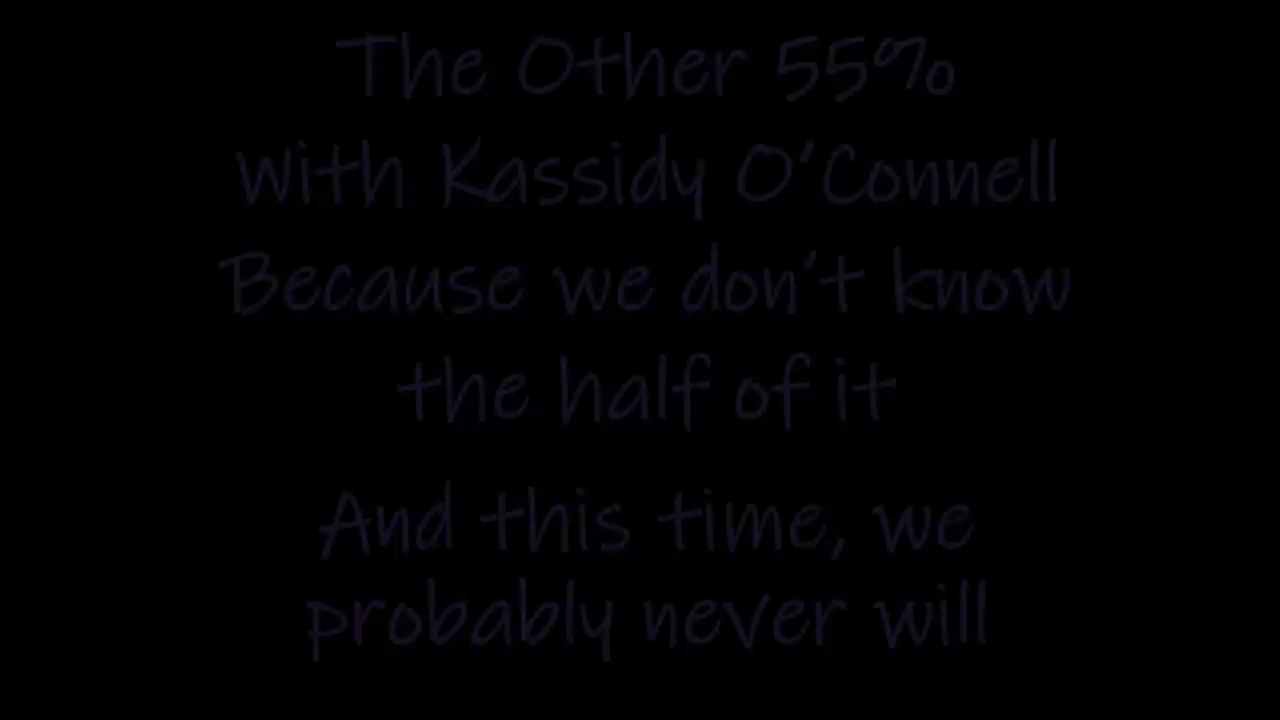 The Other 55%
With Kassidy O'Connell
Because we don't know
the half of it
And this time, we
probably never will